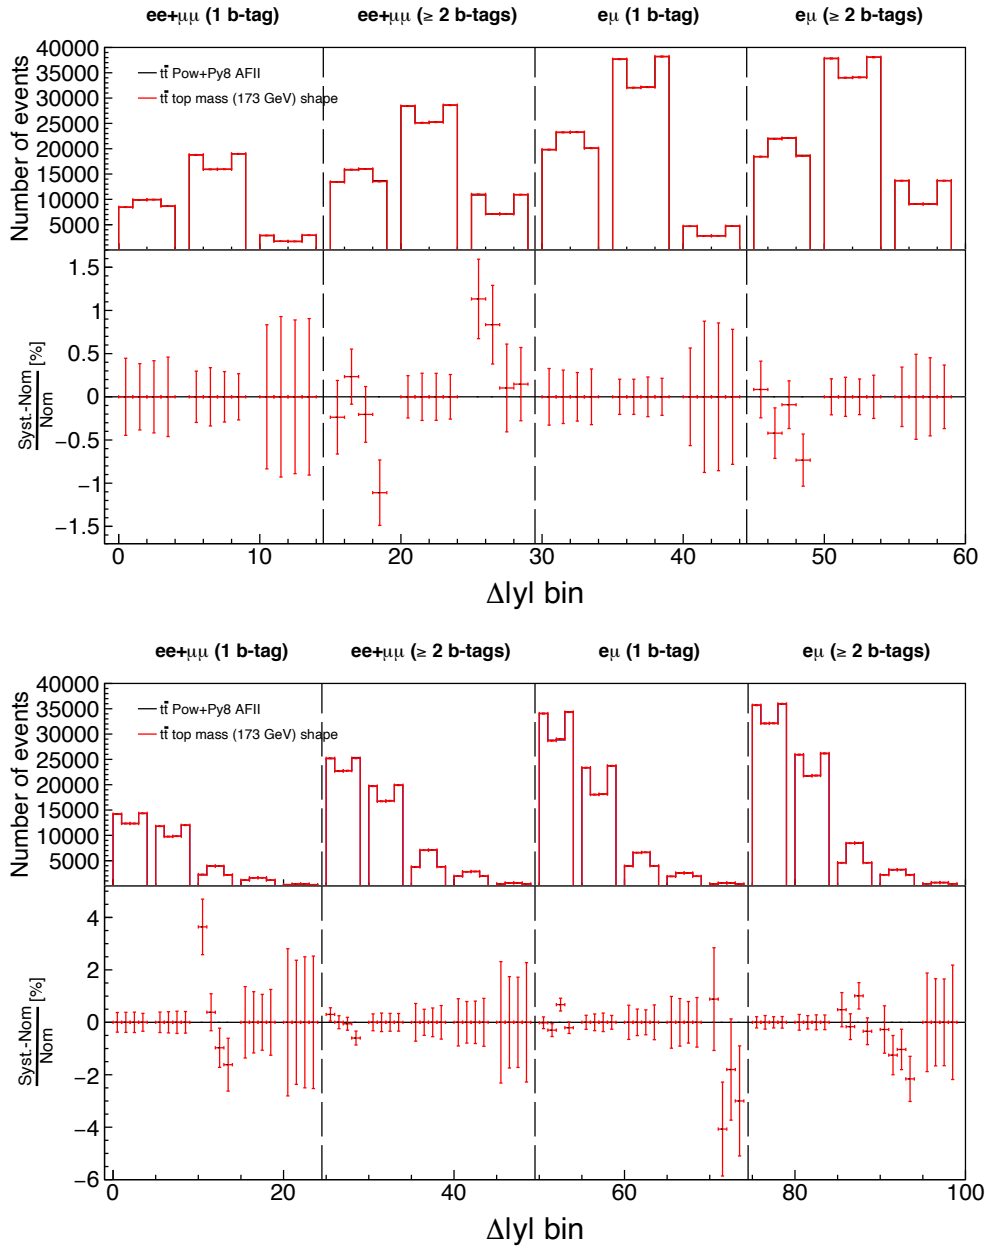 ee+μμ (1 b-tag) ee+μμ (≥ 2 b-tags) eμ (1 b-tag) eμ (≥ 2 b-tags)
Number of events
40000
35000
30000
25000
20000
15000
10000
5000
tt̄ Pow+Py8 AFII
tt̄ top mass (173 GeV) shape
Syst.-Nom
Nom
[%]
1.5
1
0.5
0
−0.5
−1
−1.5
0 10 20 30 40 50 60
Δlyl bin
ee+μμ (1 b-tag) ee+μμ (≥ 2 b-tags) eμ (1 b-tag) eμ (≥ 2 b-tags)
Number of events
40000
35000
30000
25000
20000
15000
10000
5000
tt̄ Pow+Py8 AFII
tt̄ top mass (173 GeV) shape
Syst.-Nom
Nom
[%]
4
2
0
−2
−4
−6
0 20 40 60 80 100
Δlyl bin